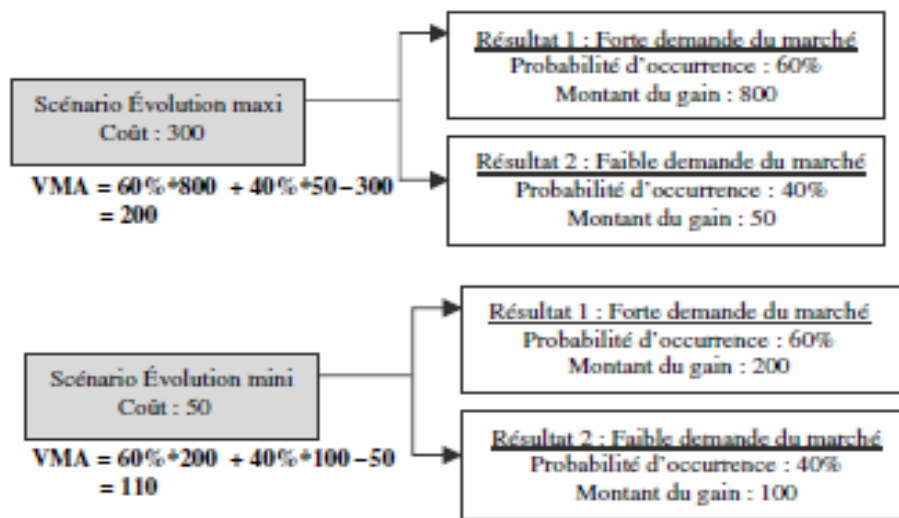 Scénario Évolution maxi
Coût : 300
VMA = 60%*800 + 40%*50−300
= 200
Résultat 1 : Forte demande du marché
Probabilité d’occurrence : 60%
Montant du gain : 800
Résultat 2 : Faible demande du marché
Probabilité d’occurrence : 40%
Montant du gain : 50
Scénario Évolution mini
Coût : 50
VMA = 60%*200 + 40%*100−50
= 110
Résultat 1 : Forte demande du marché
Probabilité d’occurrence : 60%
Montant du gain : 200
Résultat 2 : Faible demande du marché
Probabilité d’occurrence : 40%
Montant du gain : 100